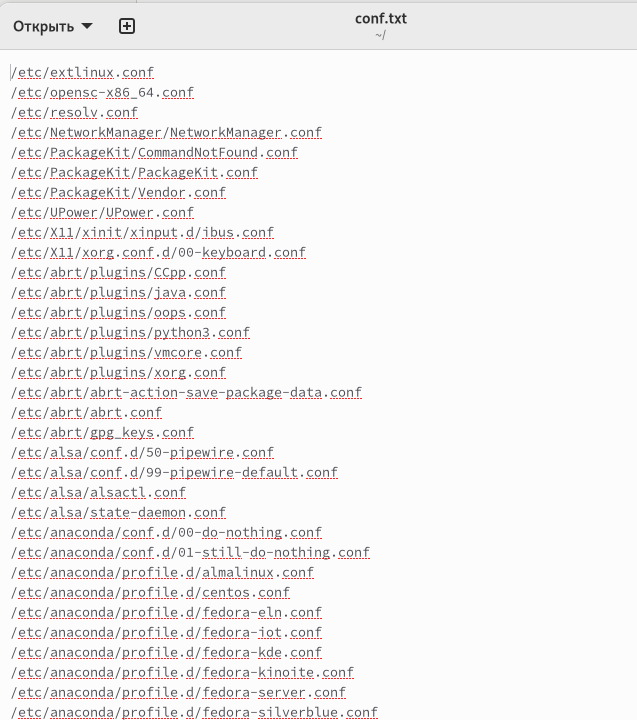 Открыть
conf.txt
~/
/etc/extlinux.conf
/etc/opensc-x86_64.conf
/etc/resolv.conf
/etc/NetworkManager/NetworkManager.conf
/etc/PackageKit/CommandNotFound.conf
/etc/PackageKit/PackageKit.conf
/etc/PackageKit/Vendor.conf
/etc/UPower/UPower.conf
/etc/X11/xinit/xinput.d/ibus.conf
/etc/X11/xorg.conf.d/00-keyboard.conf
/etc/abrt/plugins/CCpp.conf
/etc/abrt/plugins/java.conf
/etc/abrt/plugins/oops.conf
/etc/abrt/plugins/python3.conf
/etc/abrt/plugins/vmcore.conf
/etc/abrt/plugins/xorg.conf
/etc/abrt/abrt-action-save-package-data.conf
/etc/abrt/abrt.conf
/etc/abrt/gpg_keys.conf
/etc/alsa/conf.d/50-pipewire.conf
/etc/alsa/conf.d/99-pipewire-default.conf
/etc/alsa/alsactl.conf
/etc/alsa/state-daemon.conf
/etc/anaconda/conf.d/00-do-nothing.conf
/etc/anaconda/conf.d/01-still-do-nothing.conf
/etc/anaconda/profile.d/almalinux.conf
/etc/anaconda/profile.d/centos.conf
/etc/anaconda/profile.d/fedora-eln.conf
/etc/anaconda/profile.d/fedora-iot.conf
/etc/anaconda/profile.d/fedora-kde.conf
/etc/anaconda/profile.d/fedora-kinoite.conf
/etc/anaconda/profile.d/fedora-server.conf
/etc/anaconda/profile.d/fedora-silverblue.conf